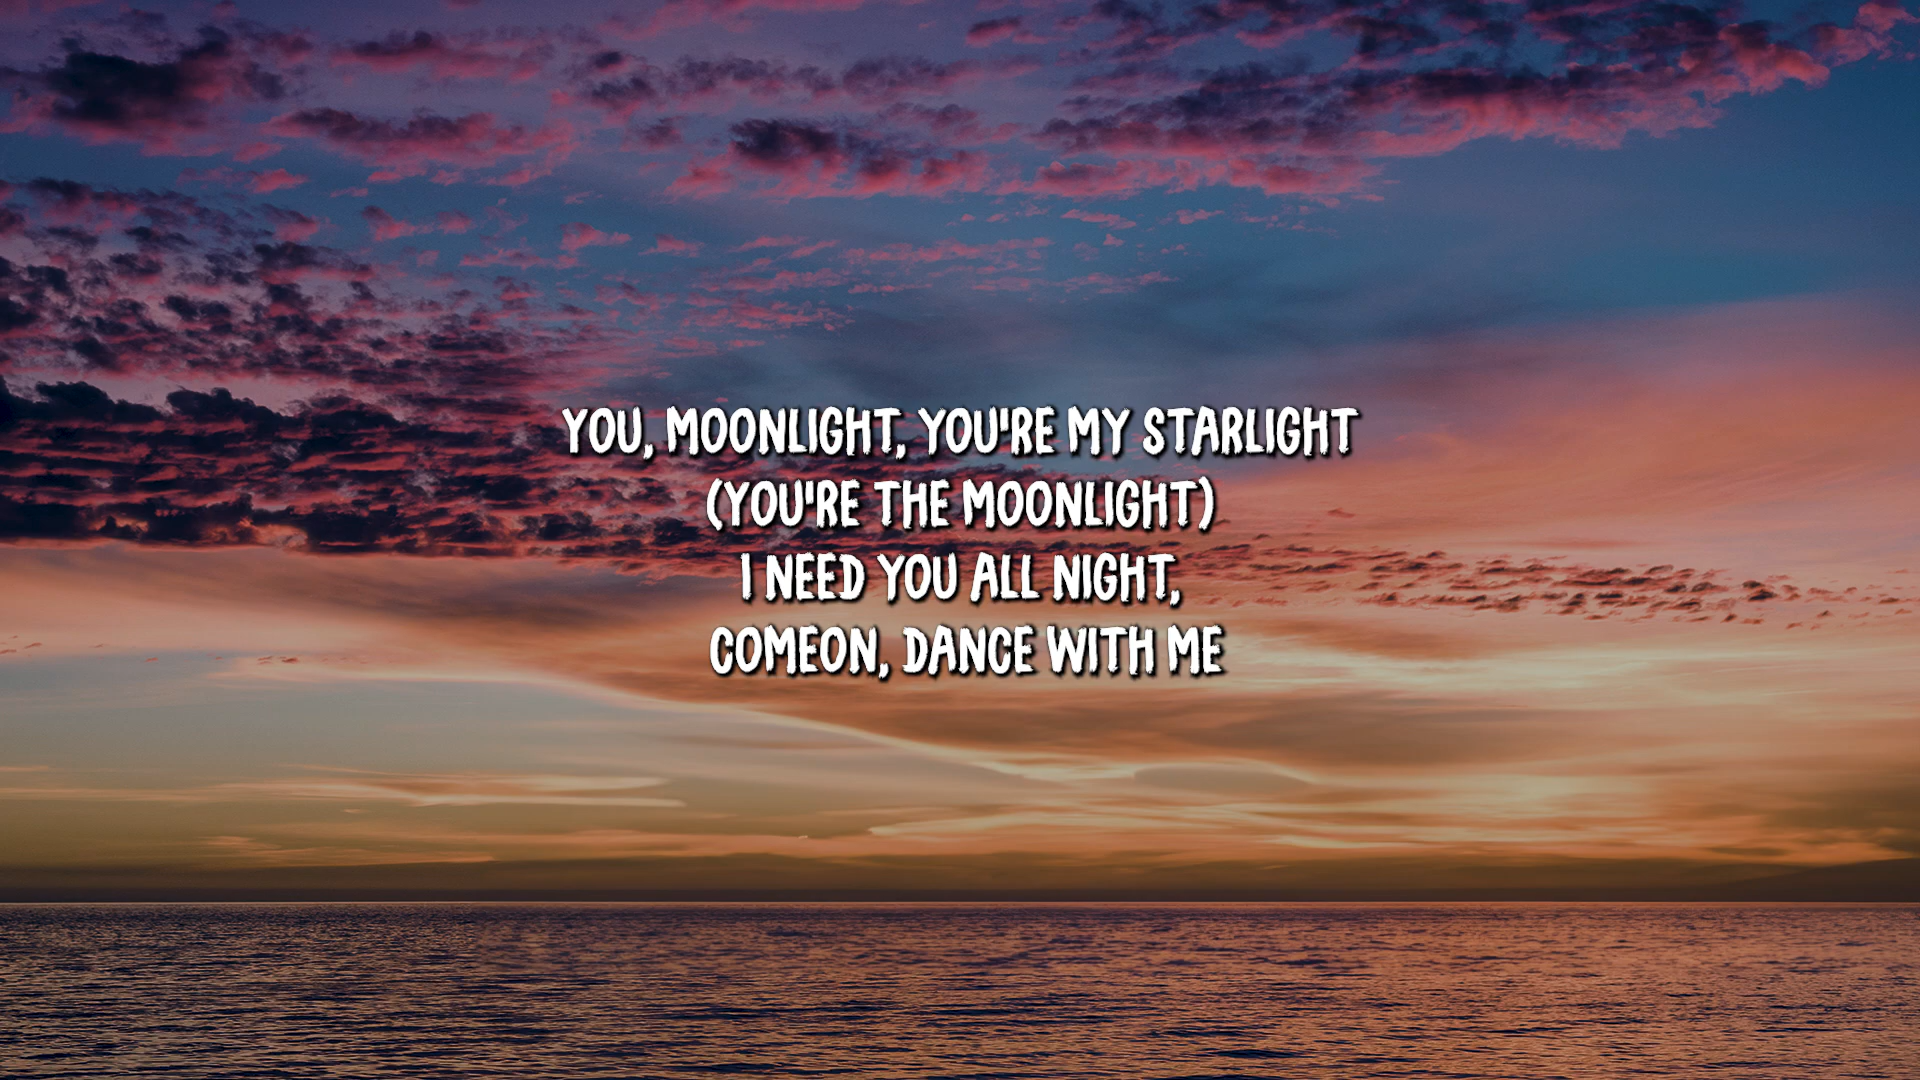 YOU, MOONLIGHT, YOU'RE MY STARLIGHT
(YOU'RE THE MOONLIGHT)
I NEED YOU ALL NIGHT,
COMEON, DANCE WITH ME